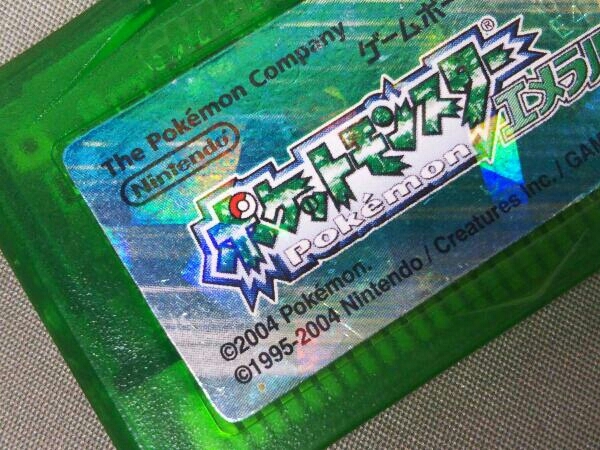 The Pokémon Company
ゲームボー
Nintendo
ポケットモンスター®
Pokémon
エメラル
©2004 Pokémon.
©1995-2004 Nintendo / Creatures Inc. / GAM